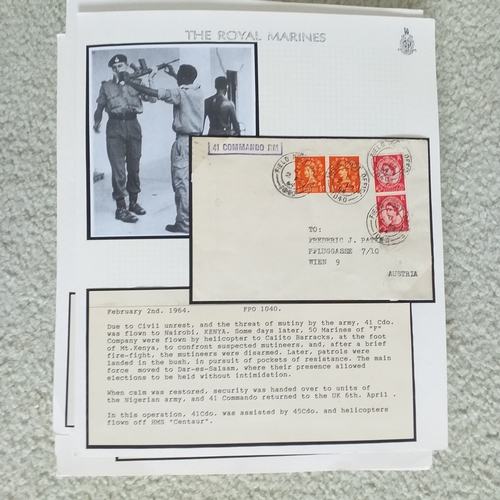 THE ROYAL MARINES
41 COMMANDO RM
TO:
FREDERIC J. PATKA
PFLUGGASSE 7/10
WIEN 9
AUSTRIA
February 2nd. 1964. FPO 1040.
Due to Civil unrest, and the threat of mutiny by the army, 41 Cdo.
was flown to Nairobi, KENYA. Some days later, 50 Marines of "F"
Company were flown by helicopter to Calito Barracks, at the foot
of Mt.Kenya, to confront suspected mutineers, and, after a brief
fire-fight, the mutineers were disarmed. Later, patrols were
landed in the bush, in pursuit of pockets of resistance. The main
force moved to Dar-es-Salaam, where their presence allowed
elections to be held without intimidation.
When calm was restored, security was handed over to units of
the Nigerian army, and 41 Commando returned to the UK 6th. April .
In this operation, 41Cdo. was assisted by 45Cdo. and helicopters
flown off HMS "Centaur".